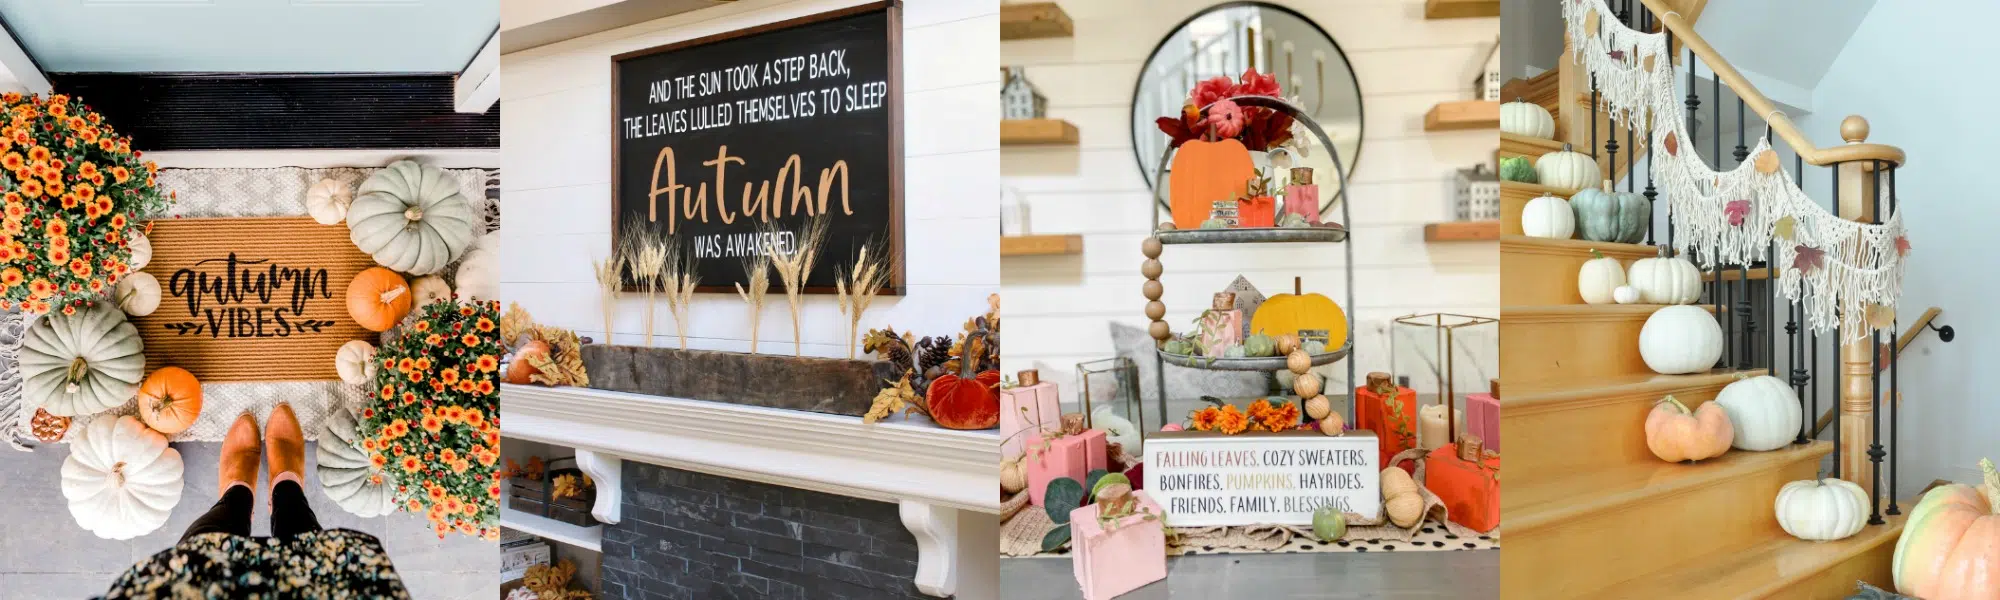 autumn
VIBES
AND THE SUN TOOK A STEP BACK,
THE LEAVES LULLED THEMSELVES TO SLEEP
Autumn
WAS AWAKENED.
FALLING LEAVES. COZY SWEATERS.
BONFIRES. PUMPKINS. HAYRIDES.
FRIENDS. FAMILY. BLESSINGS.